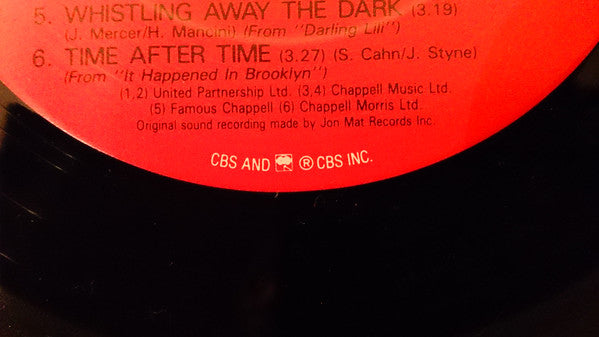 5. WHISTLING AWAY THE DARK (3.19)
(J. Mercer/H. Mancini) (From "Darling Lili")
6. TIME AFTER TIME (3.27) (S. Cahn/J. Styne)
(From "It Happened In Brooklyn")
(1,2) United Partnership Ltd. (3,4) Chappell Music Ltd.
(5) Famous Chappell (6) Chappell Morris Ltd.
Original sound recording made by Jon Mat Records Inc.
CBS AND ® CBS INC.